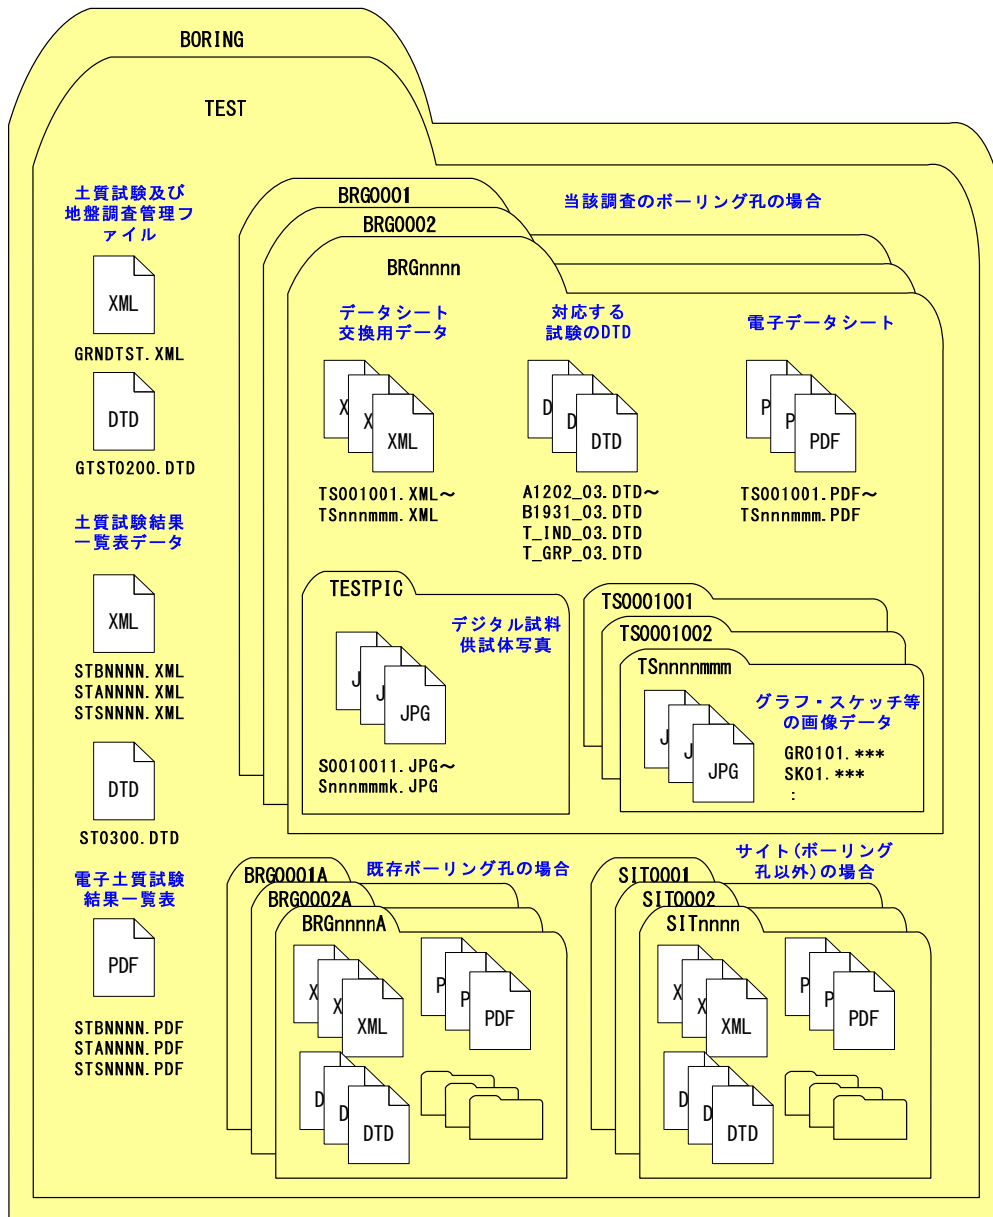 BORING
TEST
土質試験及び
地盤調査管理フ
ァイル
XML
GRNDTST.XML
DTD
GTST0200.DTD
土質試験結果
一覧表データ
XML
STBNNNN.XML
STANNNN.XML
STSNNNN.XML
DTD
ST0300.DTD
電子土質試験
結果一覧表
PDF
STBNNNN.PDF
STANNNN.PDF
STSNNNN.PDF
BRG0001
BRG0002
BRGnnnn
当該調査のボーリング孔の場合
データシート
交換用データ
X
X
XML
TS001001.XML～
TSnnnmmm.XML
対応する
試験のDTD
D
D
DTD
A1202_03.DTD～
B1931_03.DTD
T_IND_03.DTD
T_GRP_03.DTD
電子データシート
P
P
PDF
TS001001.PDF～
TSnnnmmm.PDF
TESTPIC
デジタル試料
供試体写真
J
J
JPG
S0010011.JPG～
Snnnmmmk.JPG
TS0001001
TS0001002
TSnnnnmmm
グラフ・スケッチ等
の画像データ
J
J
JPG
GR0101.***
SK01.***
:
BRG0001A
BRG0002A
BRGnnnnA
既存ボーリング孔の場合
X
X
XML
P
P
PDF
D
D
DTD
SIT0001
SIT0002
SITnnnn
サイト(ボーリング
孔以外)の場合
X
X
XML
P
P
PDF
D
D
DTD